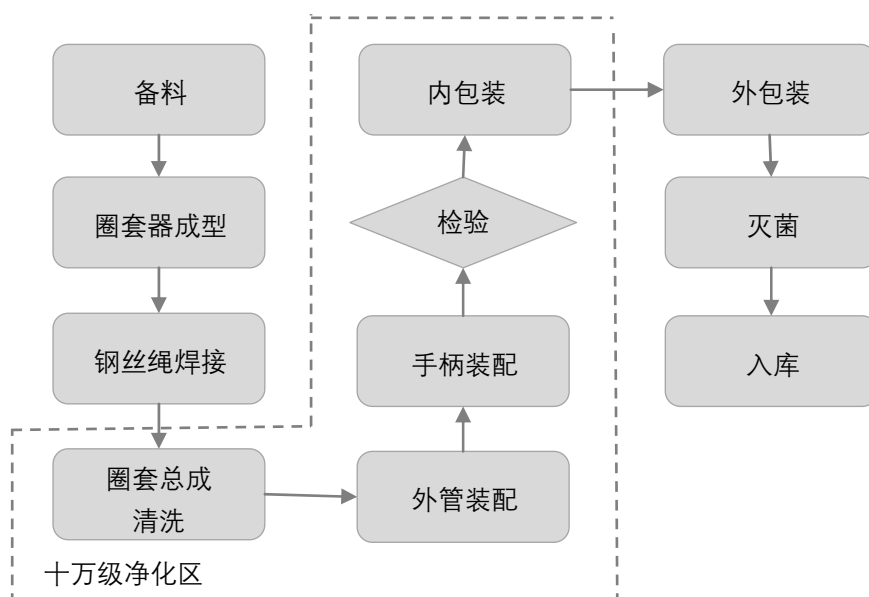 备料
圈套器成型
钢丝绳焊接
圈套总成
清洗
外管装配
手柄装配
检验
内包装
外包装
灭菌
入库
十万级净化区